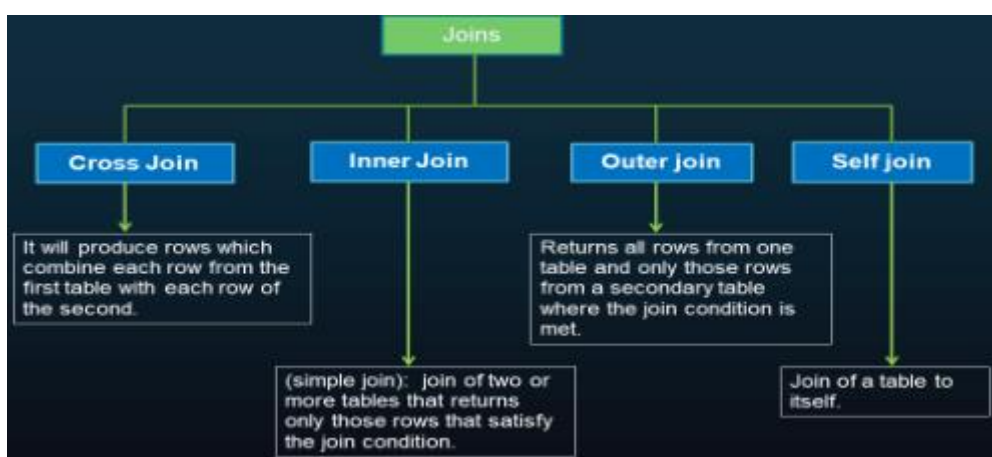 Joins
Cross Join
Inner Join
Outer join
Self join
It will produce rows which
combine each row from the
first table with each row of
the second.
Returns all rows from one
table and only those rows
from a secondary table
where the join condition is
met.
(simple join): join of two or
more tables that returns
only those rows that satisfy
the join condition.
Join of a table to
itself.